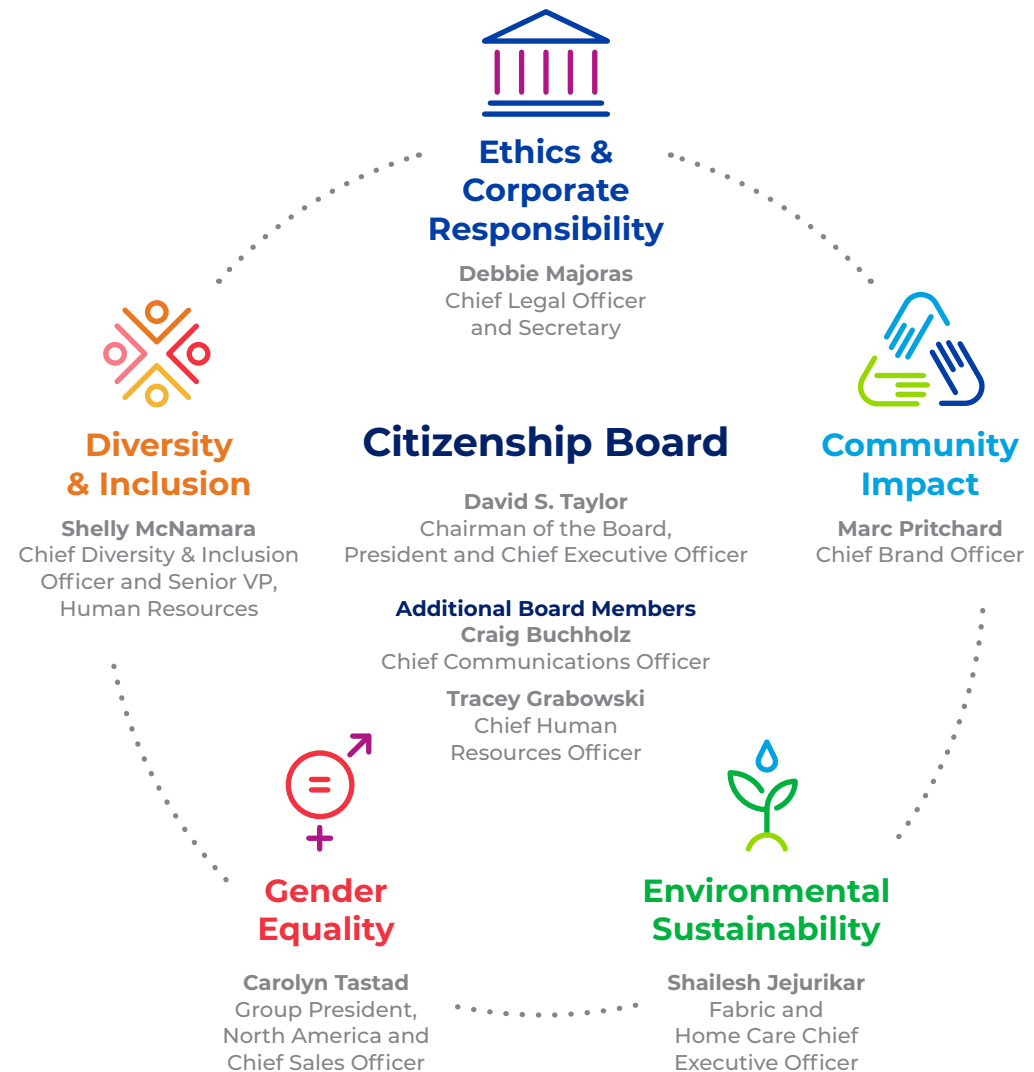 Ethics &
Corporate
Responsibility
Debbie Majoras
Chief Legal Officer
and Secretary
Diversity
& Inclusion
Shelly McNamara
Chief Diversity & Inclusion
Officer and Senior VP,
Human Resources
Citizenship Board
David S. Taylor
Chairman of the Board,
President and Chief Executive Officer
Additional Board Members
Craig Buchholz
Chief Communications Officer
Tracey Grabowski
Chief Human
Resources Officer
Community
Impact
Marc Pritchard
Chief Brand Officer
Gender
Equality
Carolyn Tastad
Group President,
North America and
Chief Sales Officer
Environmental
Sustainability
Shailesh Jejurikar
Fabric and
Home Care Chief
Executive Officer